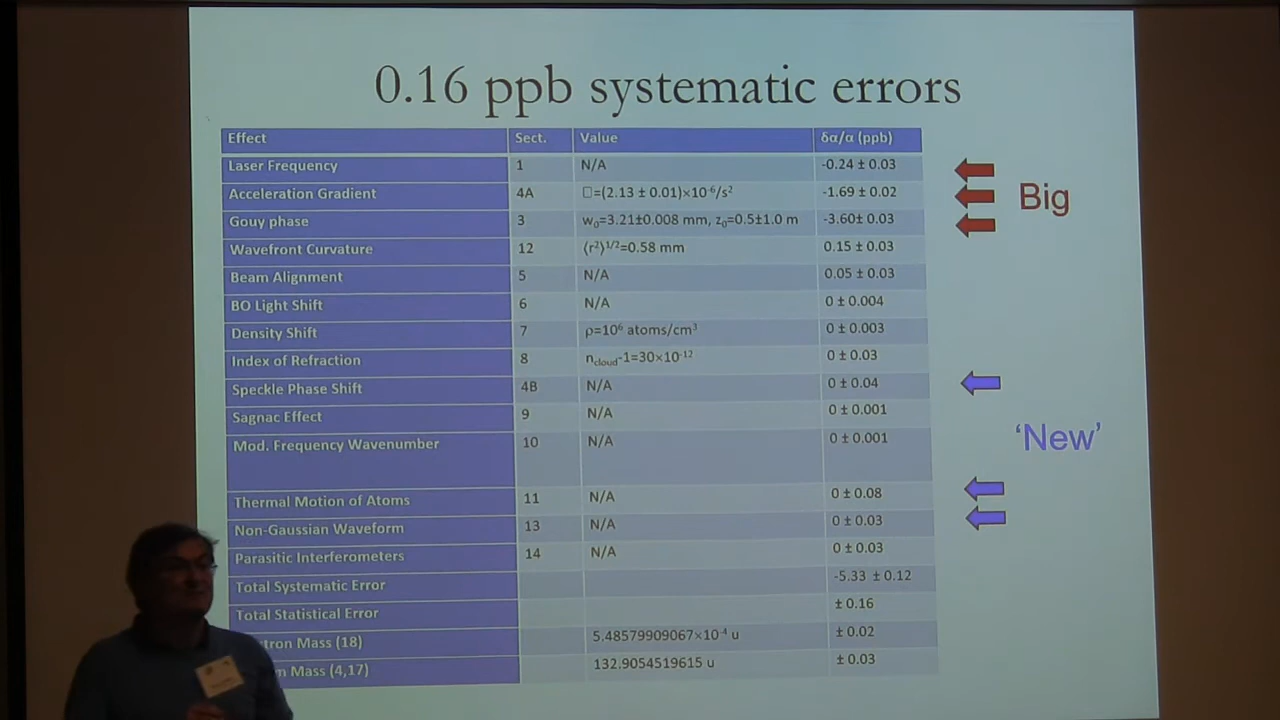 0.16 ppb systematic errors
Effect Sect. Value δα/α (ppb)
Laser Frequency 1 N/A -0.24 ± 0.03
Acceleration Gradient 4A □=(2.13 ± 0.01)×10⁻⁶/s² -1.69 ± 0.02
Big
Gouy phase 3 w₀=3.21±0.008 mm, z₀=0.5±1.0 m -3.60± 0.03
Wavefront Curvature 12 ⟨r²⟩¹ᐟ²=0.58 mm 0.15 ± 0.03
Beam Alignment 5 N/A 0.05 ± 0.03
BO Light Shift 6 N/A 0 ± 0.004
Density Shift 7 ρ=10⁶ atoms/cm³ 0 ± 0.003
Index of Refraction 8 n_cloud-1=30×10⁻¹² 0 ± 0.03
Speckle Phase Shift 4B N/A 0 ± 0.04
Sagnac Effect 9 N/A 0 ± 0.001
Mod. Frequency Wavenumber 10 N/A 0 ± 0.001
‘New’
Thermal Motion of Atoms 11 N/A 0 ± 0.08
Non-Gaussian Waveform 13 N/A 0 ± 0.03
Parasitic Interferometers 14 N/A 0 ± 0.03
Total Systematic Error -5.33 ± 0.12
Total Statistical Error ± 0.16
tron Mass (18) 5.48579909067×10⁻⁴ u ± 0.02
m Mass (4,17) 132.9054519615 u ± 0.03